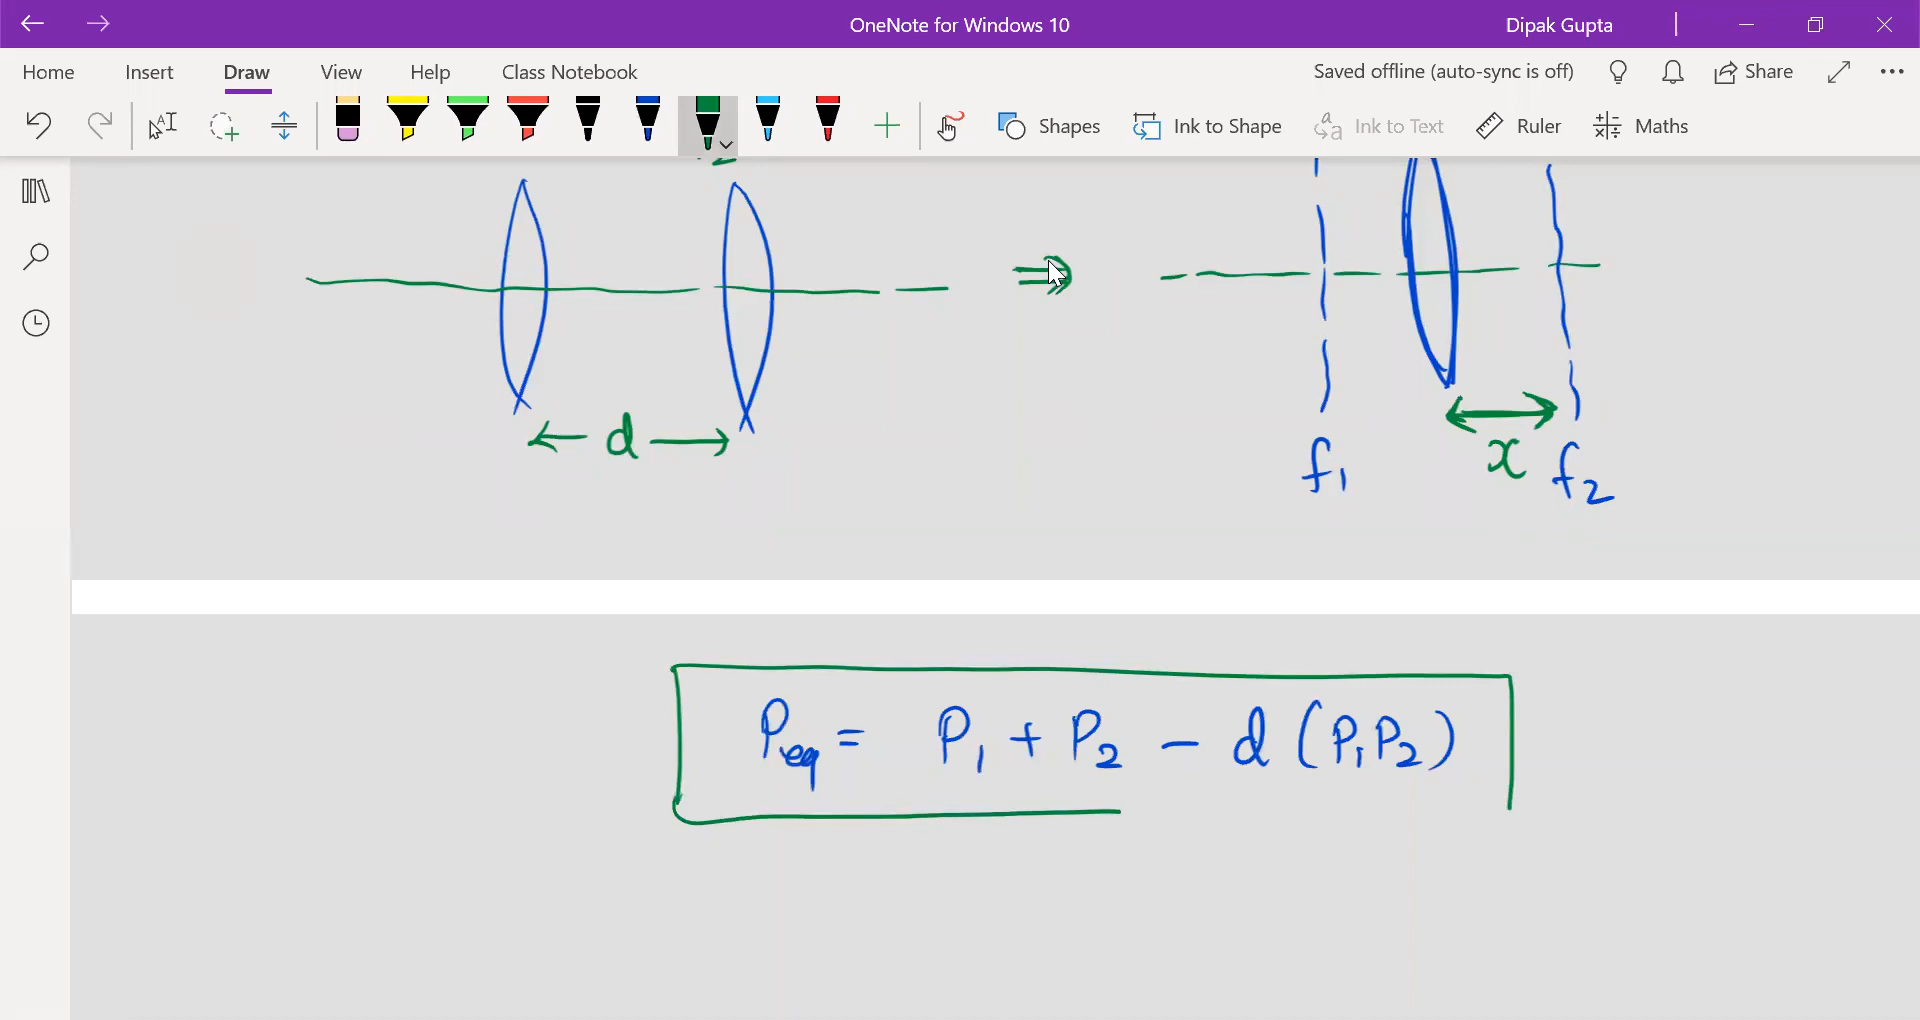 OneNote for Windows 10
Dipak Gupta
Home Insert Draw View Help Class Notebook
Saved offline (auto-sync is off) Share
Shapes Ink to Shape Ink to Text Ruler Maths
d
x
f₁
f₂
P_eq = P₁ + P₂ − d (P₁P₂)